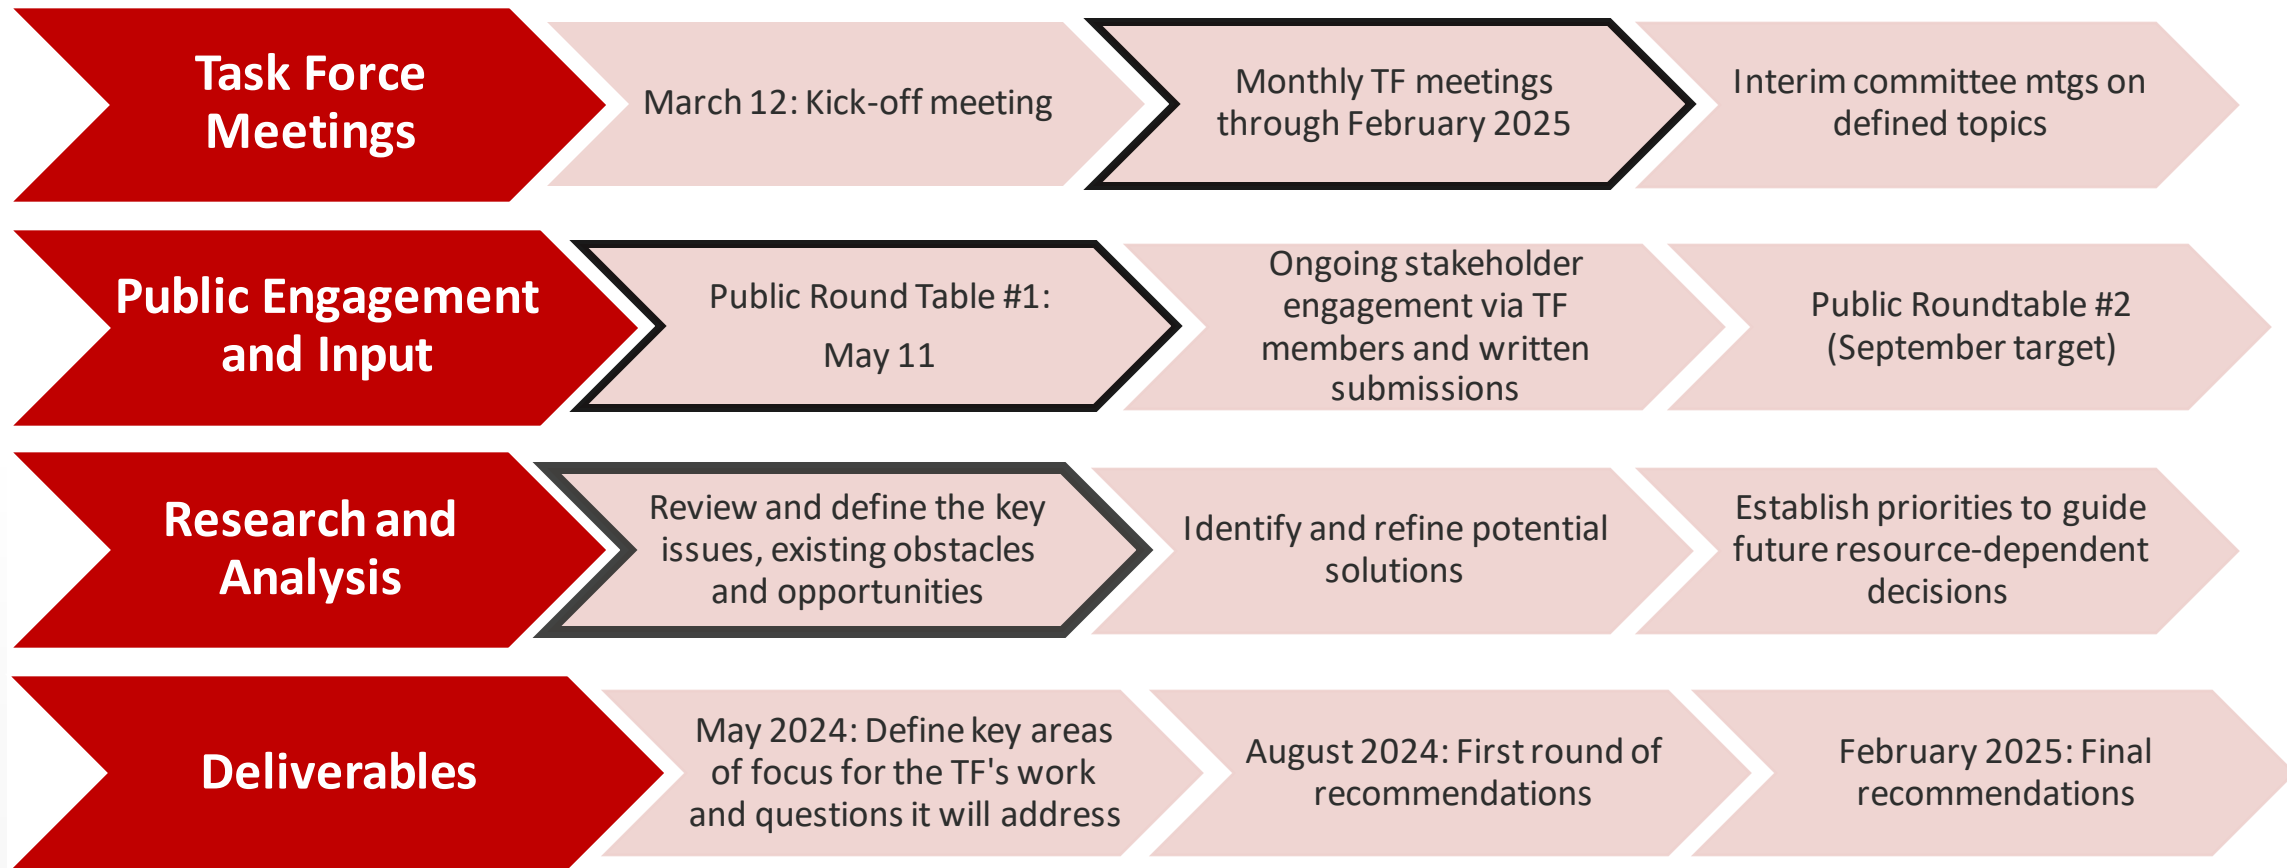 Task Force
Meetings
March 12: Kick-off meeting
Monthly TF meetings
through February 2025
Interim committee mtgs on
defined topics
Public Engagement
and Input
Public Round Table #1:
May 11
Ongoing stakeholder
engagement via TF
members and written
submissions
Public Roundtable #2
(September target)
Research and
Analysis
Review and define the key
issues, existing obstacles
and opportunities
Identify and refine potential
solutions
Establish priorities to guide
future resource-dependent
decisions
Deliverables
May 2024: Define key areas
of focus for the TF's work
and questions it will address
August 2024: First round of
recommendations
February 2025: Final
recommendations